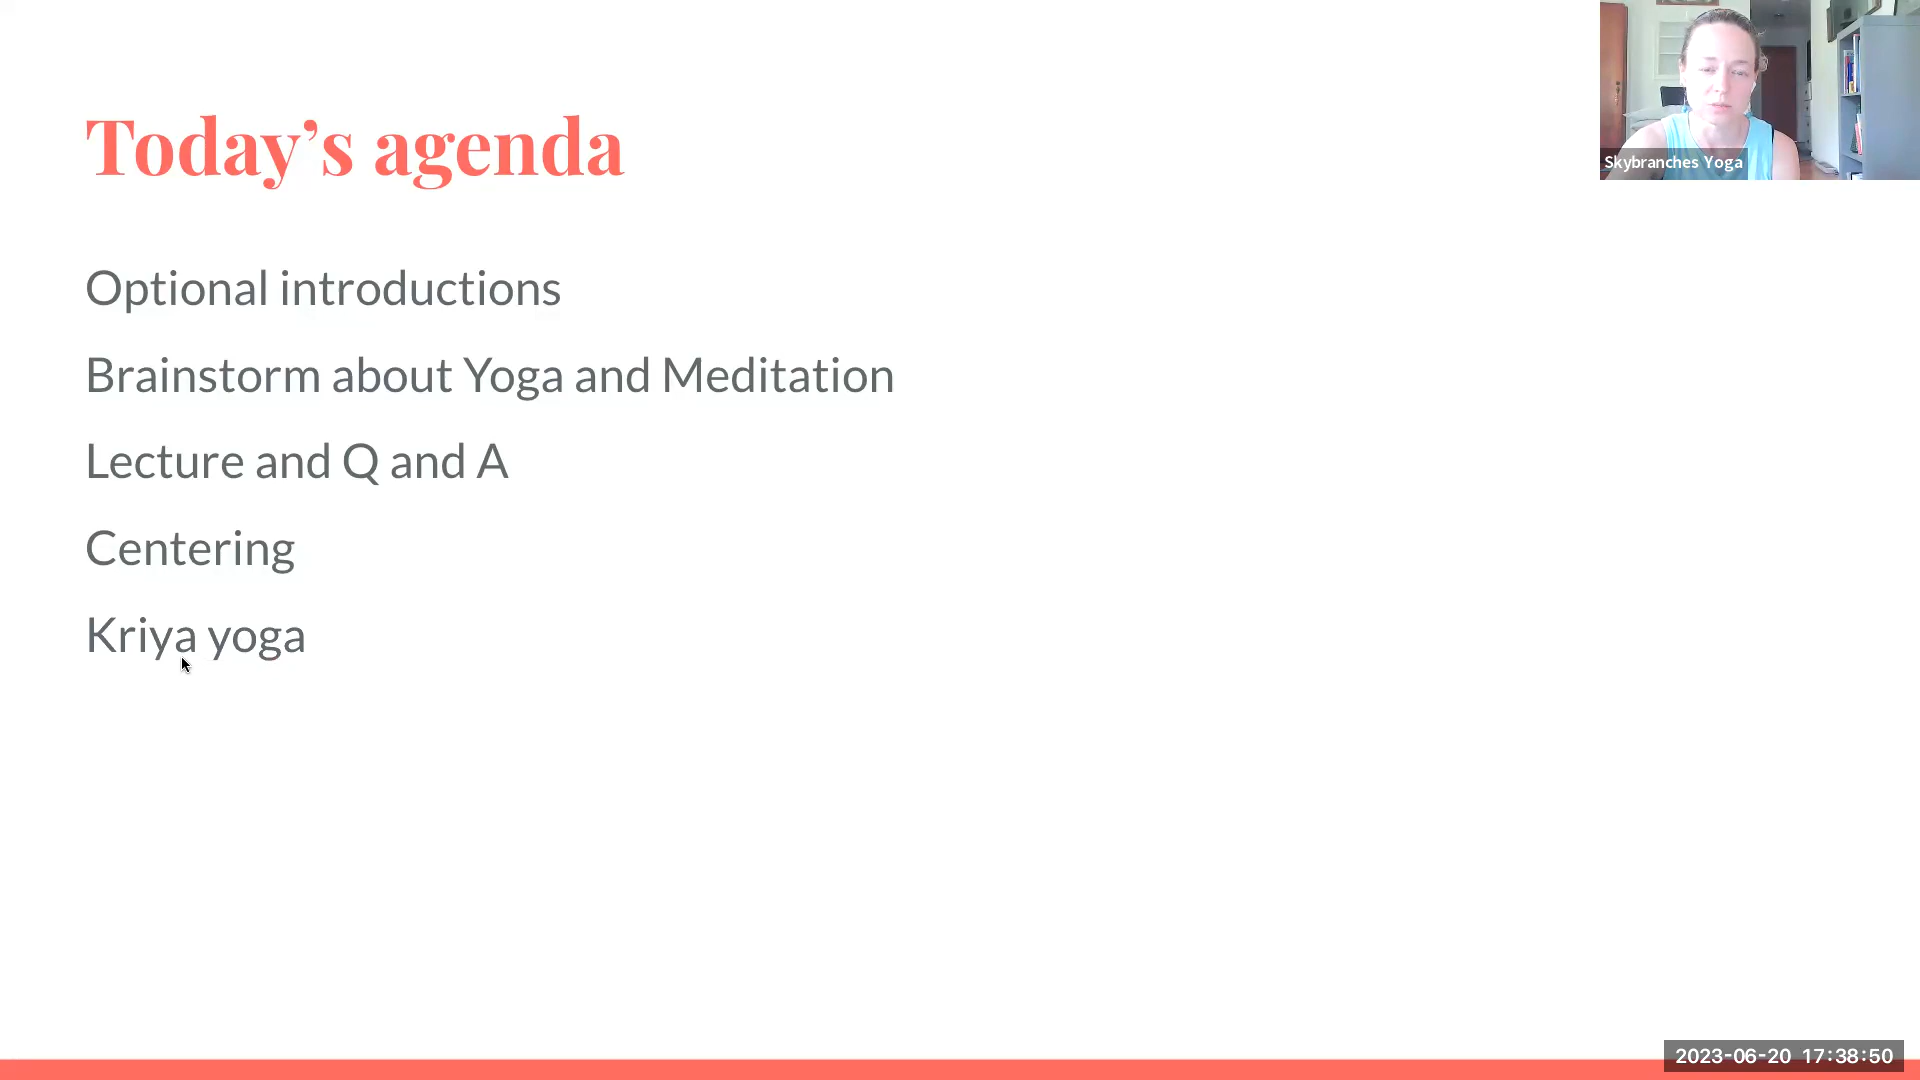 Today’s agenda
Skybranches Yoga
Optional introductions
Brainstorm about Yoga and Meditation
Lecture and Q and A
Centering
Kriya yoga
2023-06-20 17:38:50